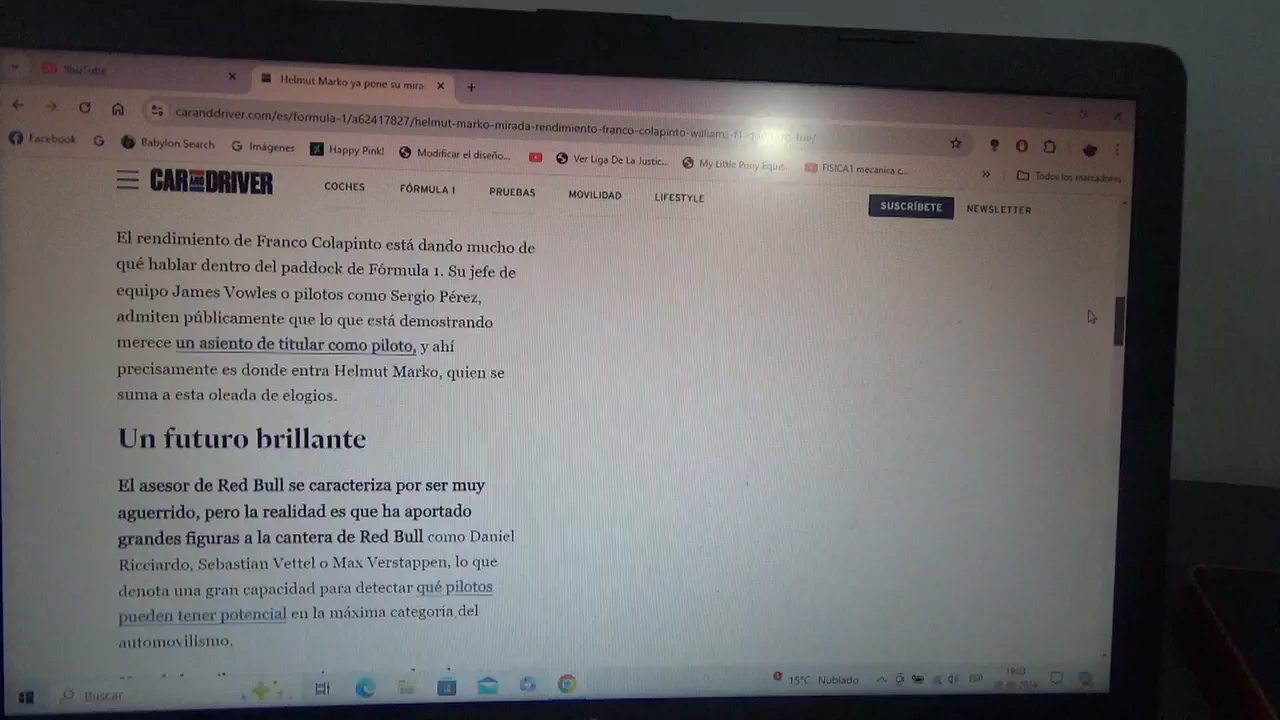 YouTube
Helmut Marko ya pone su mira
caranddriver.com/es/formula-1/a62417827/helmut-marko-mirada-rendimiento-franco-colapinto-williams-f1
Facebook
Babylon Search
Imágenes
Happy Pink!
Modificar el diseño...
Ver Liga De La Justic...
My Little Pony Eque...
FISICA1 mecanica c...
Todos los marcadores
CAR AND DRIVER
COCHES
FÓRMULA 1
PRUEBAS
MOVILIDAD
LIFESTYLE
SUSCRÍBETE
NEWSLETTER
El rendimiento de Franco Colapinto está dando mucho de
qué hablar dentro del paddock de Fórmula 1. Su jefe de
equipo James Vowles o pilotos como Sergio Pérez,
admiten públicamente que lo que está demostrando
merece un asiento de titular como piloto, y ahí
precisamente es donde entra Helmut Marko, quien se
suma a esta oleada de elogios.
Un futuro brillante
El asesor de Red Bull se caracteriza por ser muy
aguerrido, pero la realidad es que ha aportado
grandes figuras a la cantera de Red Bull como Daniel
Ricciardo, Sebastian Vettel o Max Verstappen, lo que
denota una gran capacidad para detectar qué pilotos
pueden tener potencial en la máxima categoría del
automovilismo.
Buscar
15°C Nublado
ESP